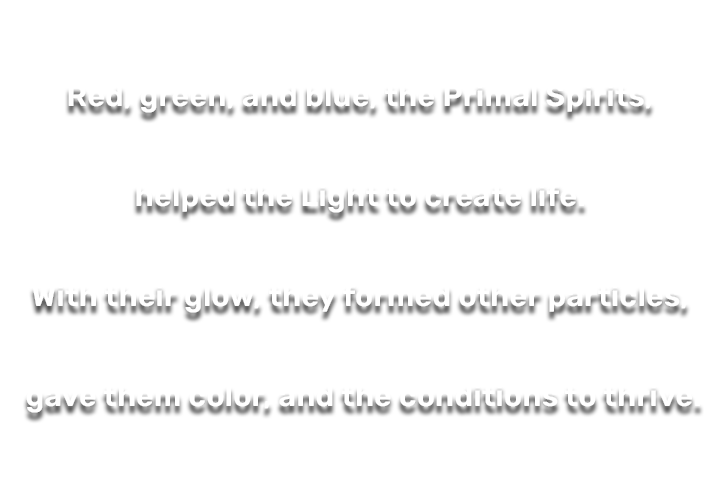 Red, green, and blue, the Primal Spirits,
helped the Light to create life.
With their glow, they formed other particles,
gave them color, and the conditions to thrive.